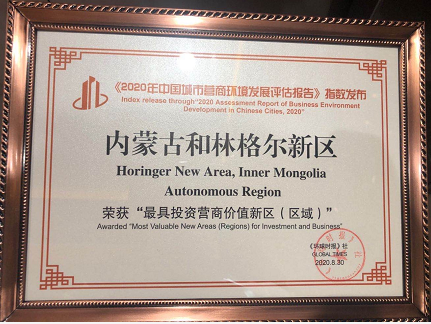 《2020年中国城市营商环境发展评估报告》指数发布
Index release through"2020 Assessment Report of Business Environment
Development in Chinese Cities, 2020"
内蒙古和林格尔新区
Horinger New Area, Inner Mongolia
Autonomous Region
荣获“最具投资营商价值新区（区域）”
Awarded "Most Valuable New Areas (Regions) for Investment and Business"
《环球时报》社
GLOBAL TIMES
2020.8.30